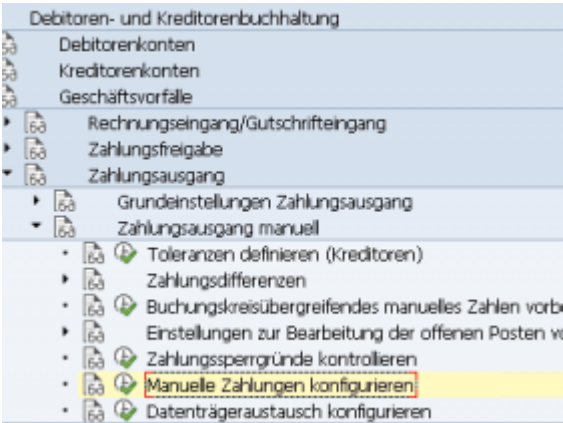 Debitoren- und Kreditorenbuchhaltung
Debitorenkonten
Kreditorenkonten
Geschäftsvorfälle
Rechnungseingang/Gutschrifteingang
Zahlungsfreigabe
Zahlungsausgang
Grundeinstellungen Zahlungsausgang
Zahlungsausgang manuell
Toleranzen definieren (Kreditoren)
Zahlungsdifferenzen
Buchungskreisübergreifendes manuelles Zahlen vorb
Einstellungen zur Bearbeitung der offenen Posten vo
Zahlungssperrgründe kontrollieren
Manuelle Zahlungen konfigurieren
Datenträgeraustausch konfigurieren